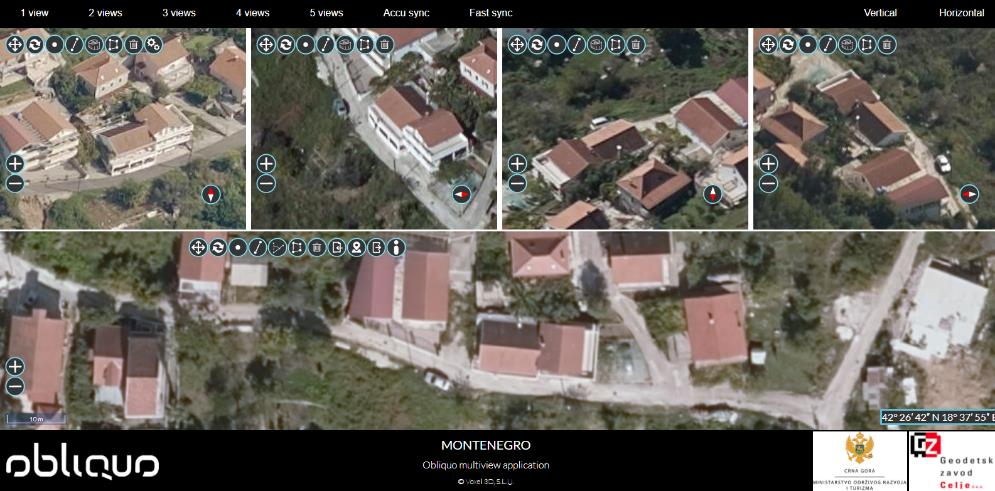 1 view 2 views 3 views 4 views 5 views Accu sync Fast sync Vertical Horizontal
10 m
42° 26' 42" N 18° 37' 55" E
obliquo
MONTENEGRO
Obliquo multiview application
© Voxel 3D, S.L.U.
CRNA GORA
MINISTARSTVO ODRŽIVOG RAZVOJA
I TURIZMA
GZ
Geodetsk
zavod
Celje d.o.o.